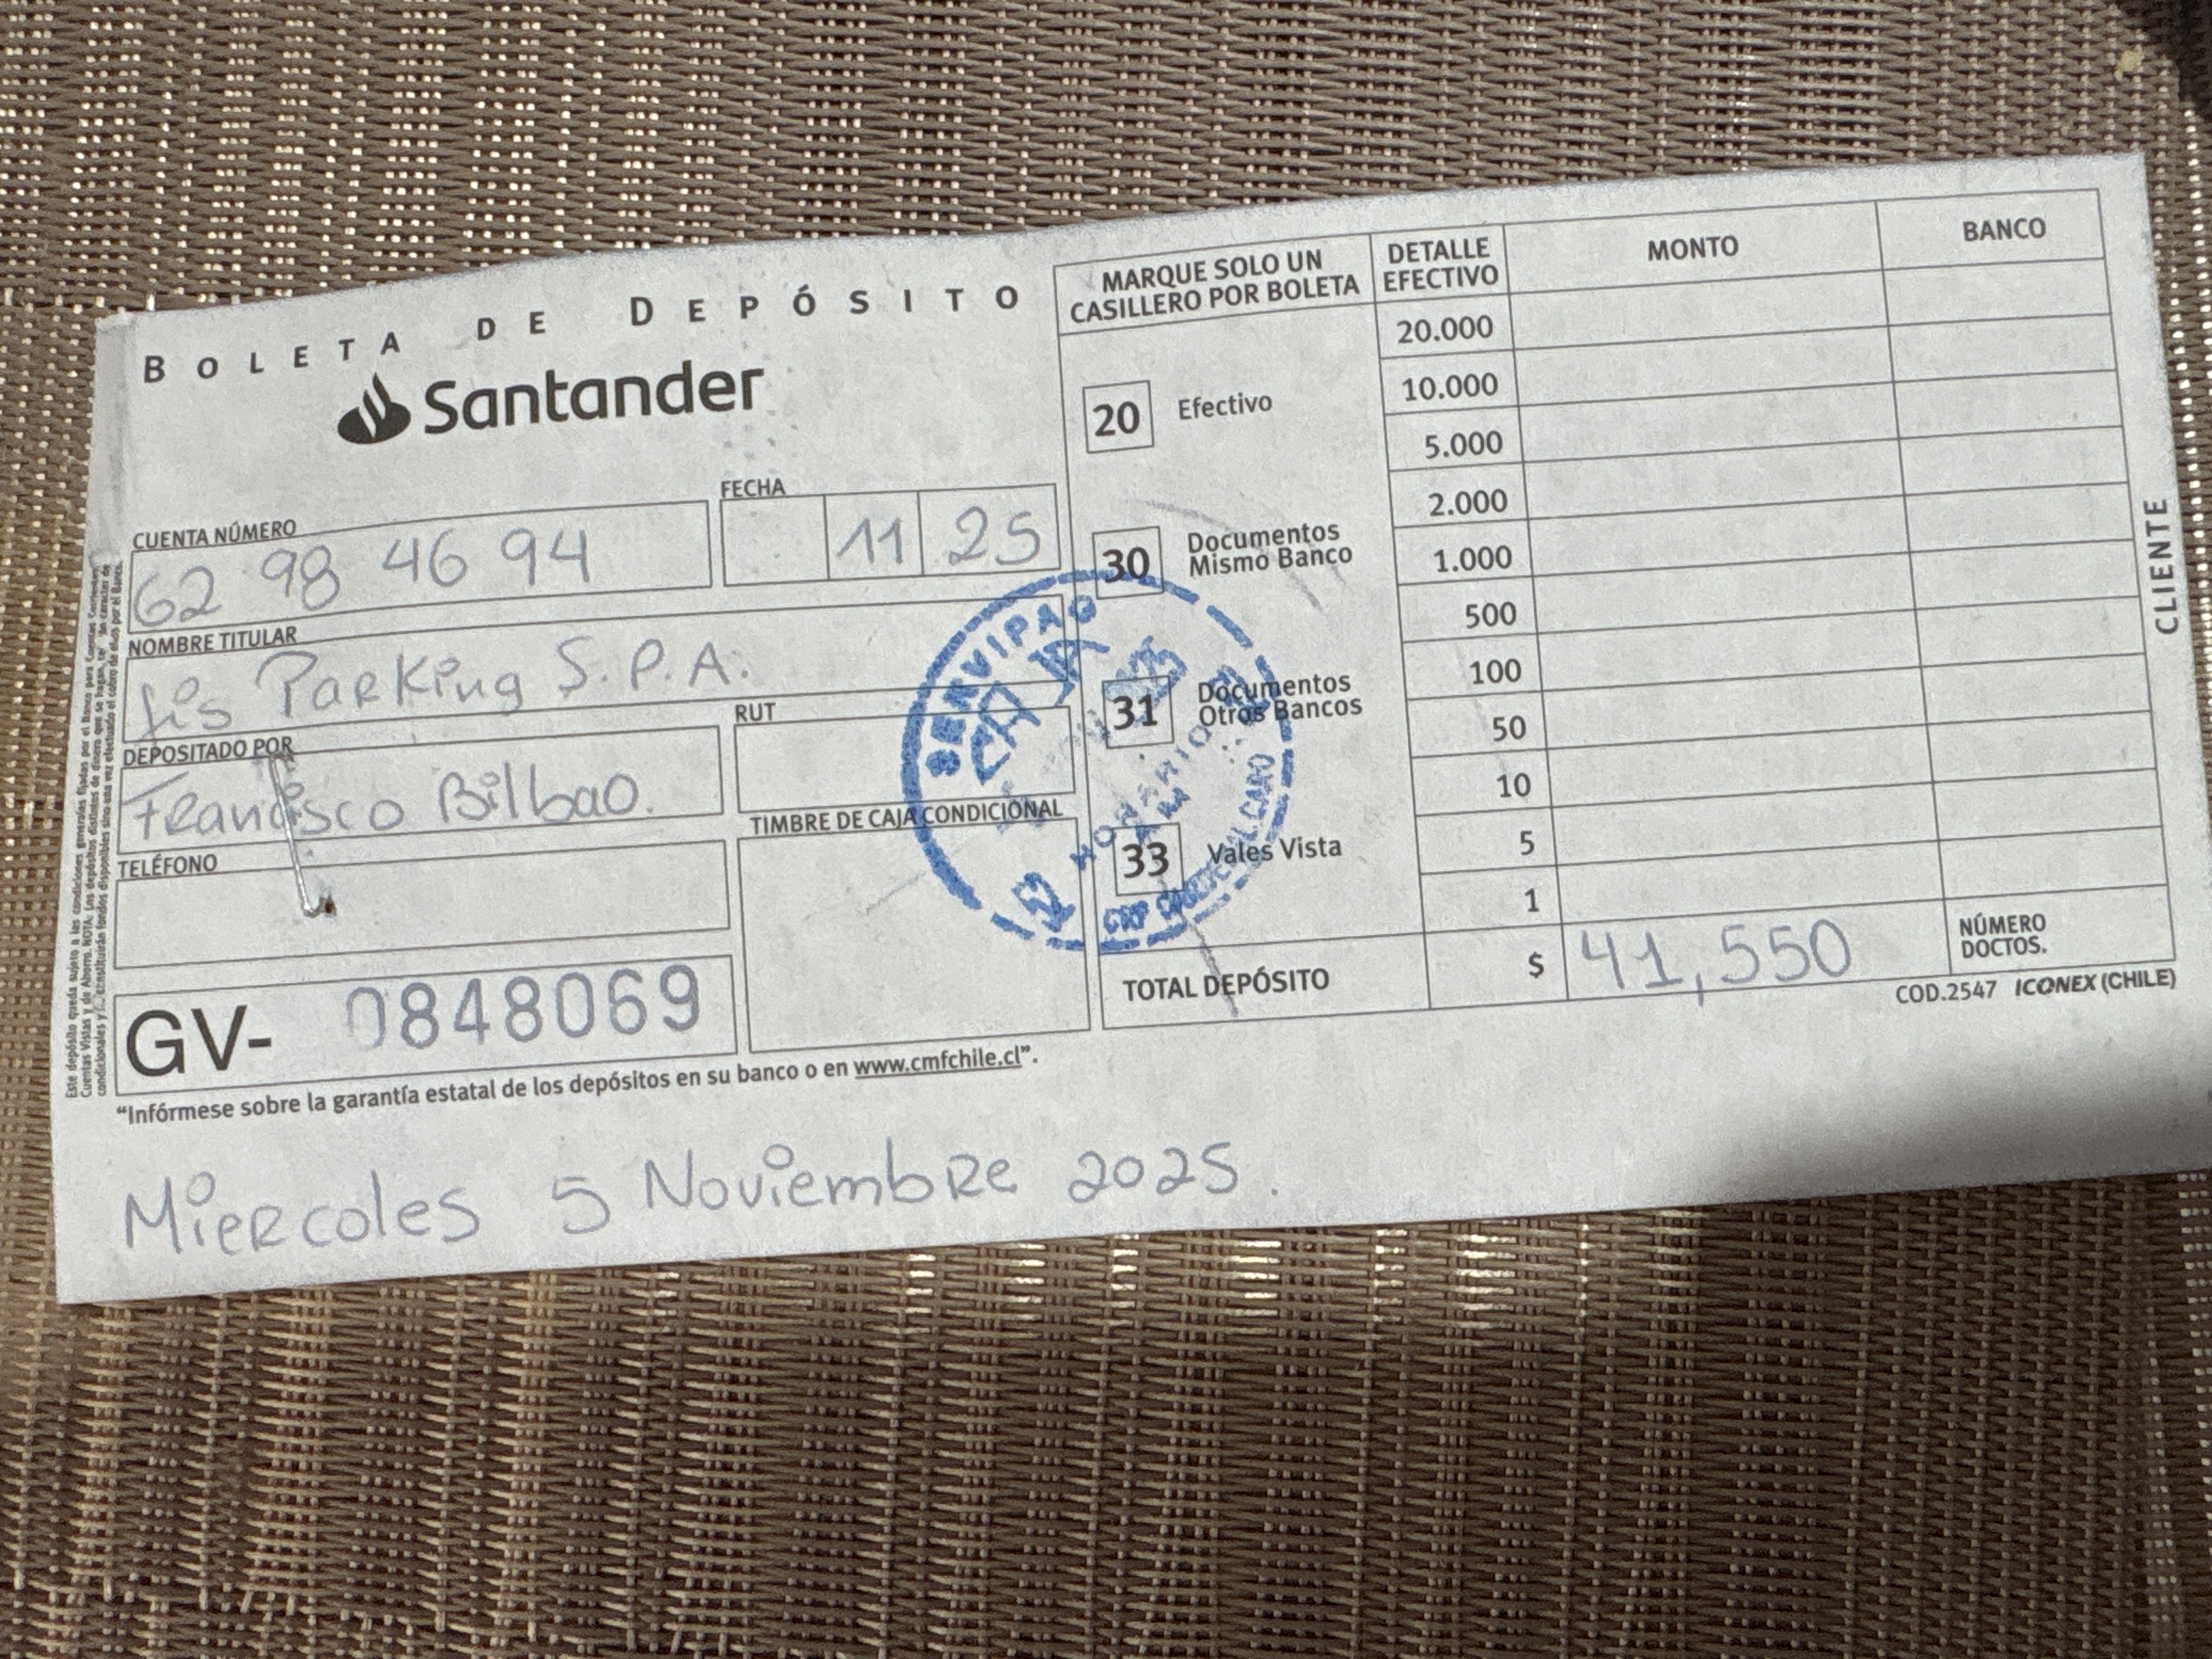 BOLETA DE DEPÓSITO
Santander
CUENTA NÚMERO
62 98 46 94
FECHA
11 25
NOMBRE TITULAR
Jis Parking S.P.A.
DEPOSITADO POR
Francisco Bilbao.
RUT
TELÉFONO
TIMBRE DE CAJA CONDICIONAL
GV- 0848069
"Infórmese sobre la garantía estatal de los depósitos en su banco o en www.cmfchile.cl".
Miercoles 5 Noviembre 2025.
MARQUE SOLO UN
CASILLERO POR BOLETA
20 Efectivo
30 Documentos
Mismo Banco
31 Documentos
Otros Bancos
33 Vales Vista
SERVIPAG
DETALLE
EFECTIVO
MONTO
BANCO
20.000
10.000
5.000
2.000
1.000
500
100
50
10
5
1
TOTAL DEPÓSITO $ 41,550
NÚMERO
DOCTOS.
COD.2547 ICONEX (CHILE)
CLIENTE